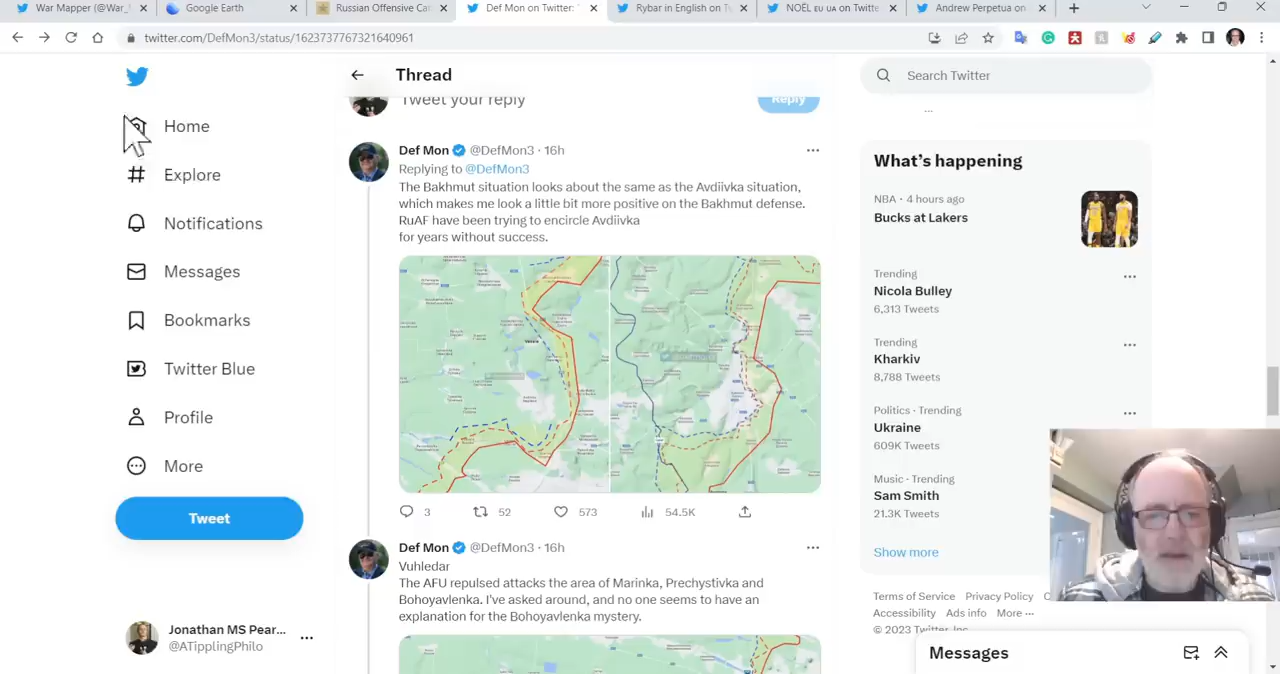 War Mapper (@War_
Google Earth
Russian Offensive Ca
Def Mon on Twitter:
Rybar in English on T
NOËL EU UA on Twitte
Andrew Perpetua on
twitter.com/DefMon3/status/1623737767321640961
Thread
Search Twitter
Tweet your reply
Reply
Home
Explore
Notifications
Messages
Bookmarks
Twitter Blue
Profile
More
Tweet
Jonathan MS Pear...
@ATipplingPhilo
Def Mon @DefMon3 · 16h
Replying to @DefMon3
The Bakhmut situation looks about the same as the Avdiivka situation,
which makes me look a little bit more positive on the Bakhmut defense.
RuAF have been trying to encircle Avdiivka
for years without success.
3 52 573 54.5K
Def Mon @DefMon3 · 16h
Vuhledar
The AFU repulsed attacks the area of Marinka, Prechystivka and
Bohoyavlenka. I've asked around, and no one seems to have an
explanation for the Bohoyavlenka mystery.
What's happening
NBA · 4 hours ago
Bucks at Lakers
Trending
Nicola Bulley
6,313 Tweets
Trending
Kharkiv
8,788 Tweets
Politics · Trending
Ukraine
609K Tweets
Music · Trending
Sam Smith
21.3K Tweets
Show more
Terms of Service Privacy Policy C
Accessibility Ads info More ...
© 2023 Twitter, Inc.
Messages